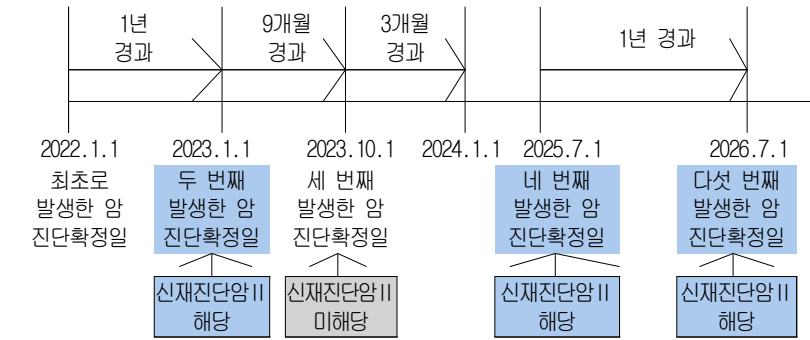 1년
경과
9개월
경과
3개월
경과
1년 경과
2022.1.1
2023.1.1
2023.10.1
2024.1.1
2025.7.1
2026.7.1
최초로
발생한 암
진단확정일
두 번째
발생한 암
진단확정일
세 번째
발생한 암
진단확정일
네 번째
발생한 암
진단확정일
다섯 번째
발생한 암
진단확정일
신재진단암Ⅱ
해당
신재진단암Ⅱ
미해당
신재진단암Ⅱ
해당
신재진단암Ⅱ
해당